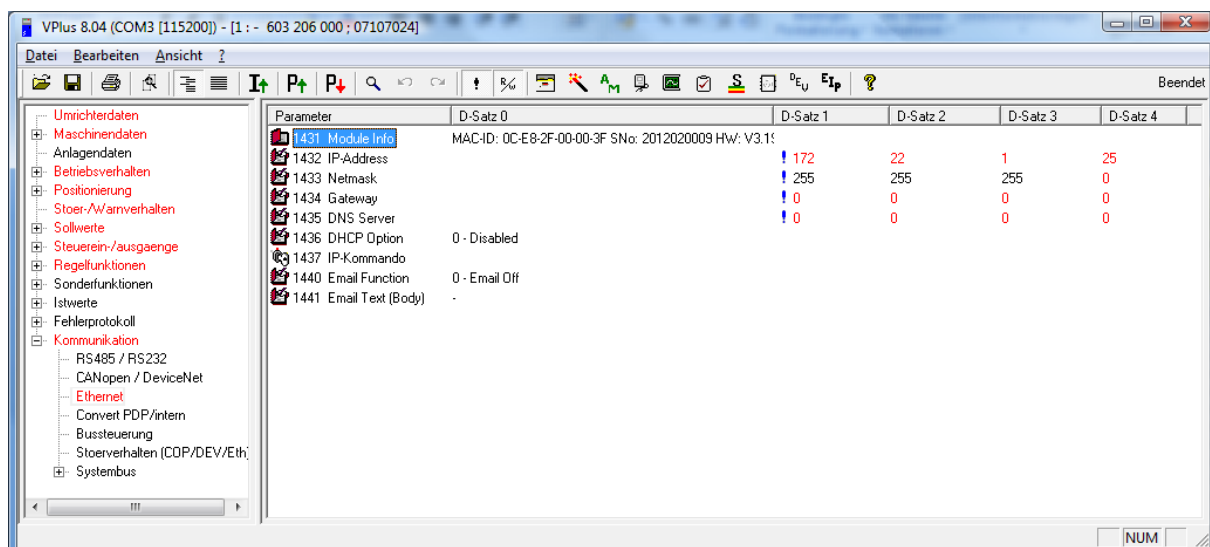 VPlus 8.04 (COM3 [115200]) - [1 : - 603 206 000 ; 07107024]
Datei Bearbeiten Ansicht ?
Beendet
Umrichterdaten
Maschinendaten
Anlagendaten
Betriebsverhalten
Positionierung
Stoer-/Warnverhalten
Sollwerte
Steuerein-/ausgaenge
Regelfunktionen
Sonderfunktionen
Istwerte
Fehlerprotokoll
Kommunikation
RS485 / RS232
CANopen / DeviceNet
Ethernet
Convert PDP/intern
Bussteuerung
Stoerverhalten (COP/DEV/Eth)
Systembus
Parameter D-Satz 0 D-Satz 1 D-Satz 2 D-Satz 3 D-Satz 4
1431 Module Info MAC-ID: 0C-E8-2F-00-00-3F SNo: 2012020009 HW: V3.19
1432 IP-Address ! 172 22 1 25
1433 Netmask ! 255 255 255 0
1434 Gateway ! 0 0 0 0
1435 DNS Server ! 0 0 0 0
1436 DHCP Option 0 - Disabled
1437 IP-Kommando
1440 Email Function 0 - Email Off
1441 Email Text (Body) -
NUM